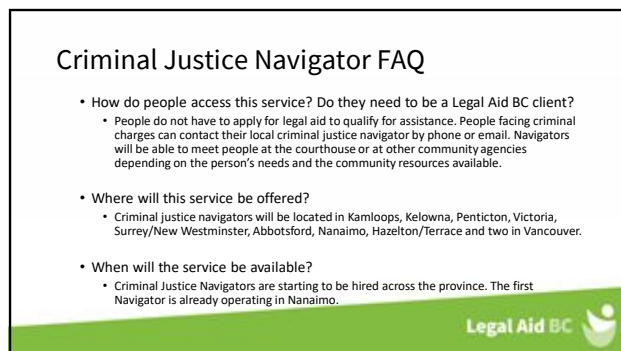 Criminal Justice Navigator FAQ
• How do people access this service? Do they need to be a Legal Aid BC client?
• People do not have to apply for legal aid to qualify for assistance. People facing criminal
charges can contact their local criminal justice navigator by phone or email. Navigators
will be able to meet people at the courthouse or at other community agencies
depending on the person's needs and the community resources available.
• Where will this service be offered?
• Criminal justice navigators will be located in Kamloops, Kelowna, Penticton, Victoria,
Surrey/New Westminster, Abbotsford, Nanaimo, Hazelton/Terrace and two in Vancouver.
• When will the service be available?
• Criminal Justice Navigators are starting to be hired across the province. The first
Navigator is already operating in Nanaimo.
Legal Aid BC